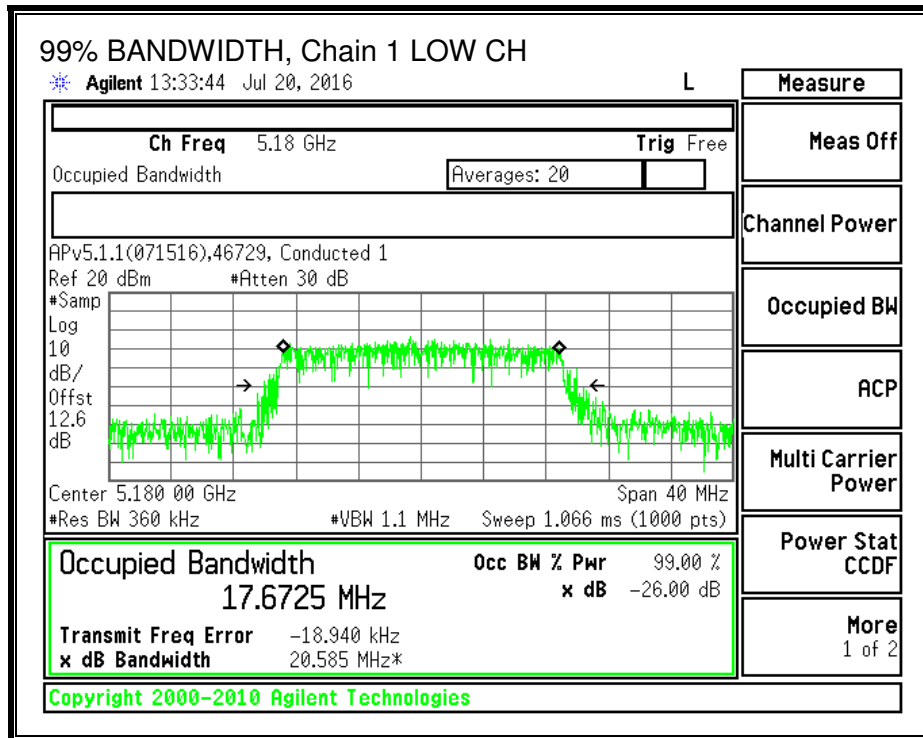 99% BANDWIDTH, Chain 1 LOW CH
Agilent 13:33:44 Jul 20, 2016 L
Measure
Ch Freq 5.18 GHz Trig Free
Occupied Bandwidth Averages: 20
APv5.1.1(071516),46729, Conducted 1
Ref 20 dBm #Atten 30 dB
#Samp
Log
10
dB/
Offst
12.6
dB
Center 5.180 00 GHz Span 40 MHz
#Res BW 360 kHz #VBW 1.1 MHz Sweep 1.066 ms (1000 pts)
Occupied Bandwidth Occ BW % Pwr 99.00 %
17.6725 MHz x dB -26.00 dB
Transmit Freq Error -18.940 kHz
x dB Bandwidth 20.585 MHz*
Copyright 2000-2010 Agilent Technologies
Meas Off
Channel Power
Occupied BW
ACP
Multi Carrier
Power
Power Stat
CCDF
More
1 of 2